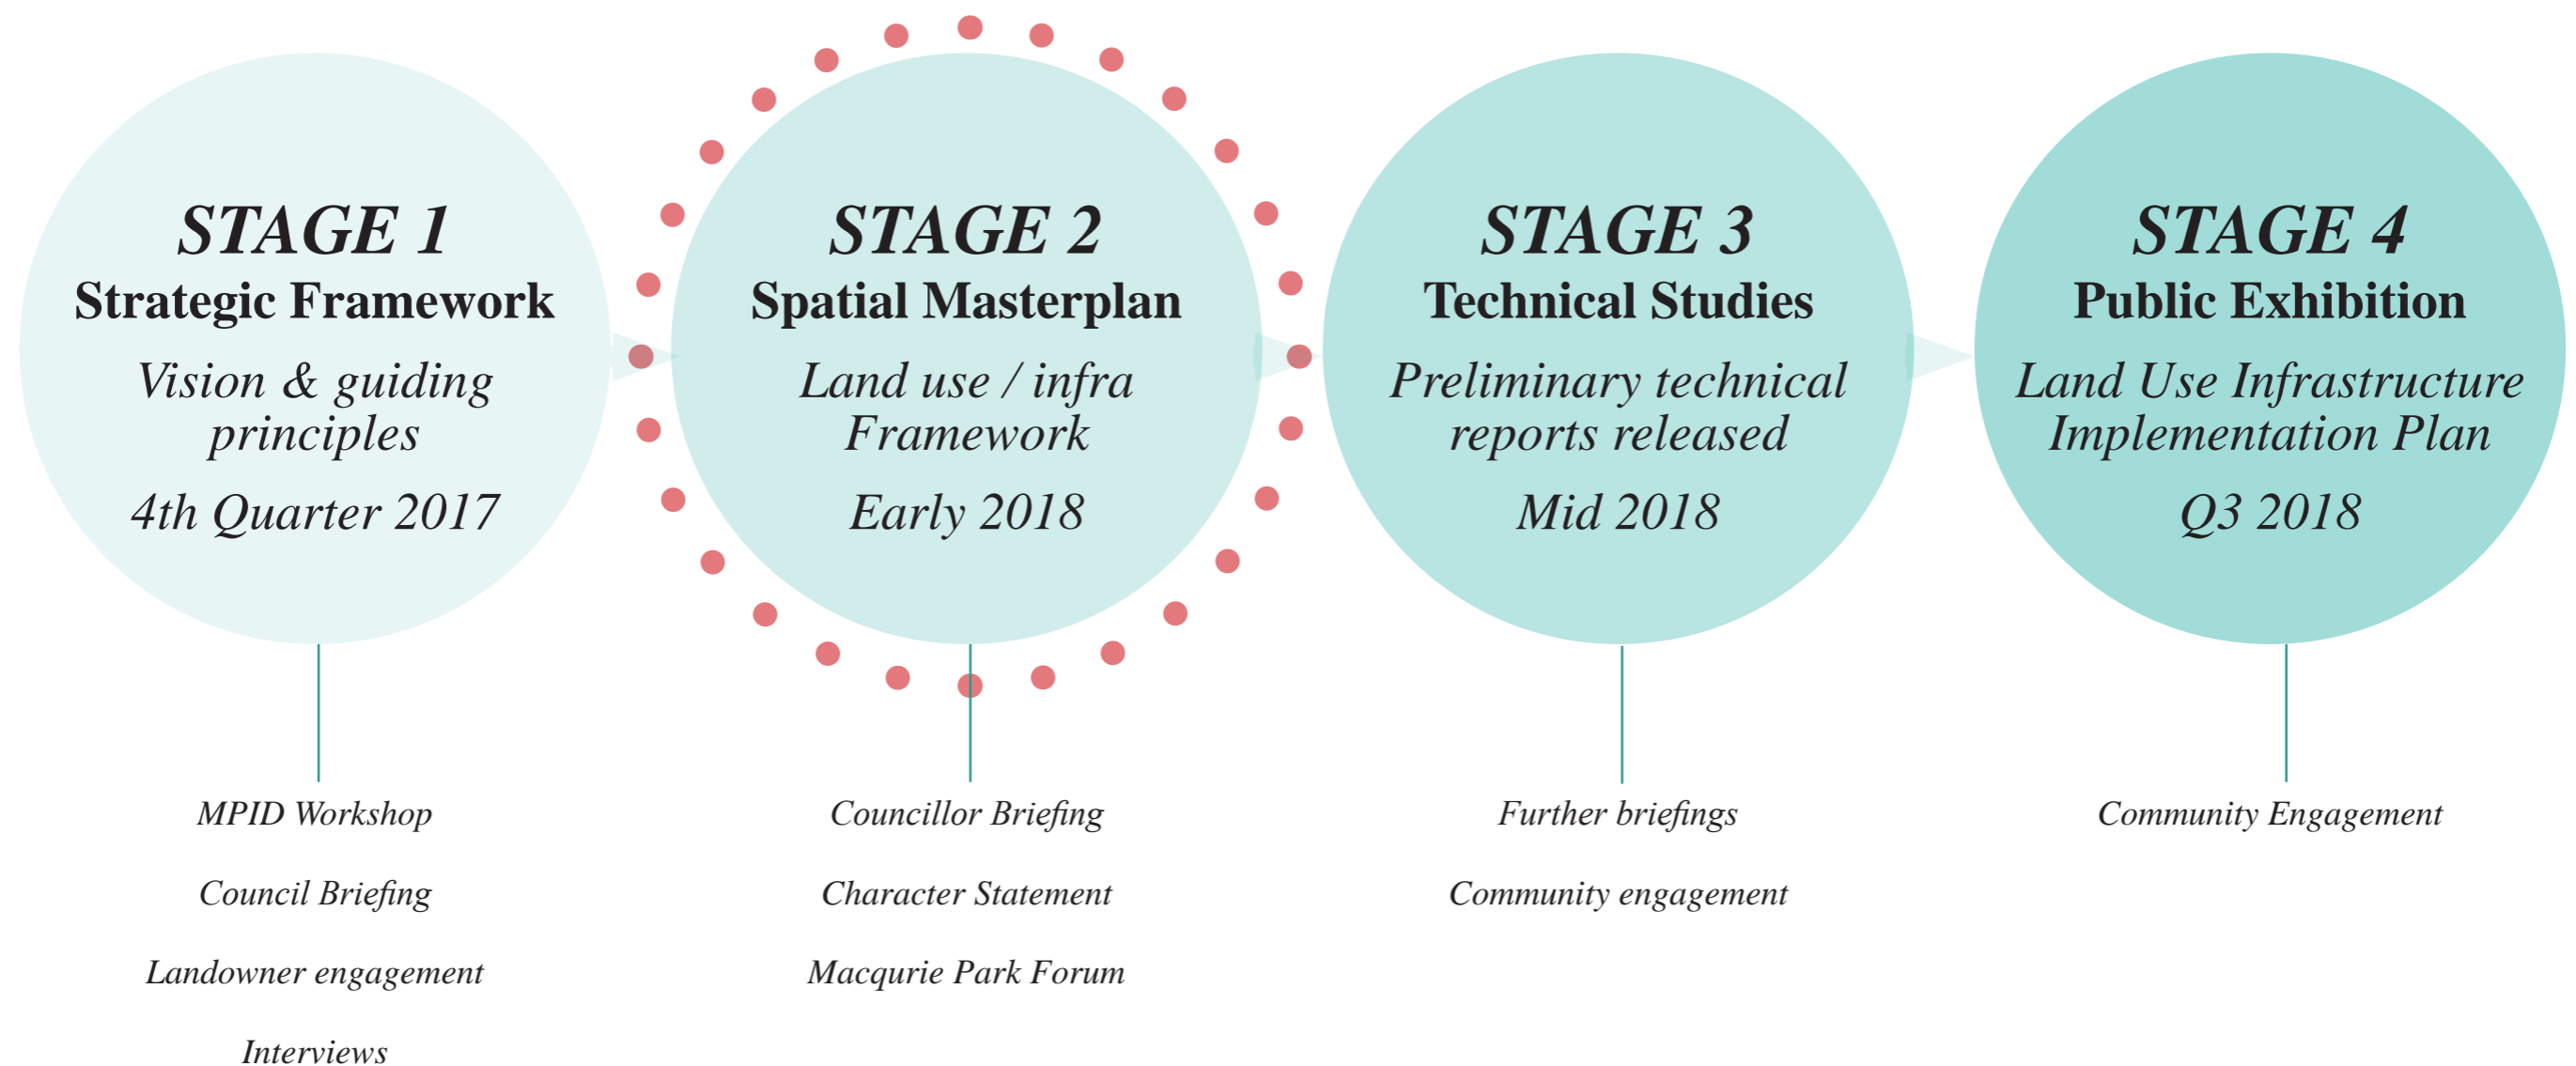 STAGE 1
Strategic Framework
Vision & guiding
principles
4th Quarter 2017
MPID Workshop
Council Briefing
Landowner engagement
Interviews
STAGE 2
Spatial Masterplan
Land use / infra
Framework
Early 2018
Councillor Briefing
Character Statement
Macqurie Park Forum
STAGE 3
Technical Studies
Preliminary technical
reports released
Mid 2018
Further briefings
Community engagement
STAGE 4
Public Exhibition
Land Use Infrastructure
Implementation Plan
Q3 2018
Community Engagement